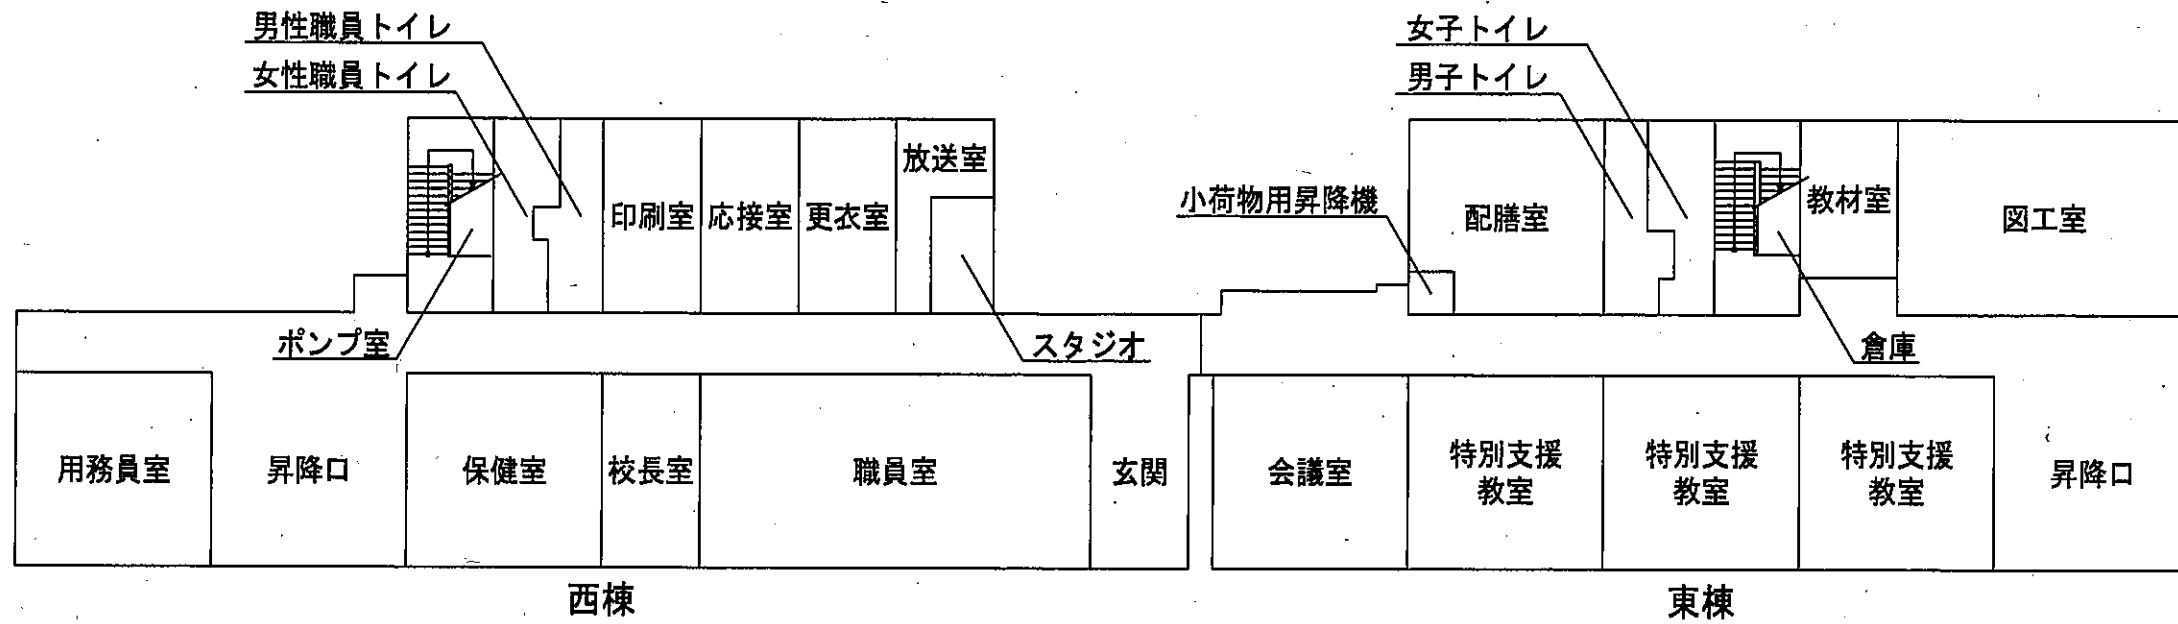 男性職員トイレ
女性職員トイレ
女子トイレ
男子トイレ
放送室
印刷室
応接室
更衣室
小荷物用昇降機
配膳室
教材室
図工室
ポンプ室
スタジオ
倉庫
用務員室
昇降口
保健室
校長室
職員室
玄関
会議室
特別支援
教室
特別支援
教室
特別支援
教室
昇降口
西棟
東棟